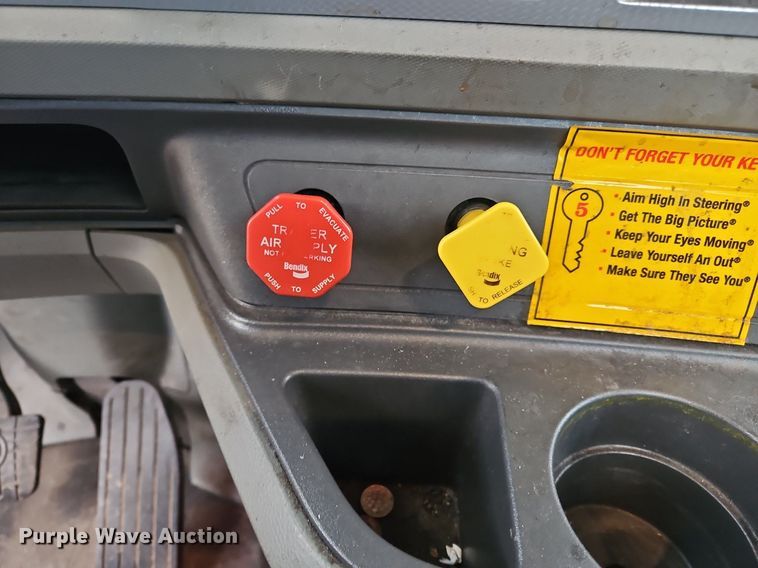 PULL TO EVACUATE
AIR
NOT
Bendix
PUSH TO SUPPLY
Bendix
TO RELEASE
DON'T FORGET YOUR
5
• Aim High In Steering®
• Get The Big Picture®
• Keep Your Eyes Moving®
• Leave Yourself An Out®
• Make Sure They See You®
Purple Wave Auction